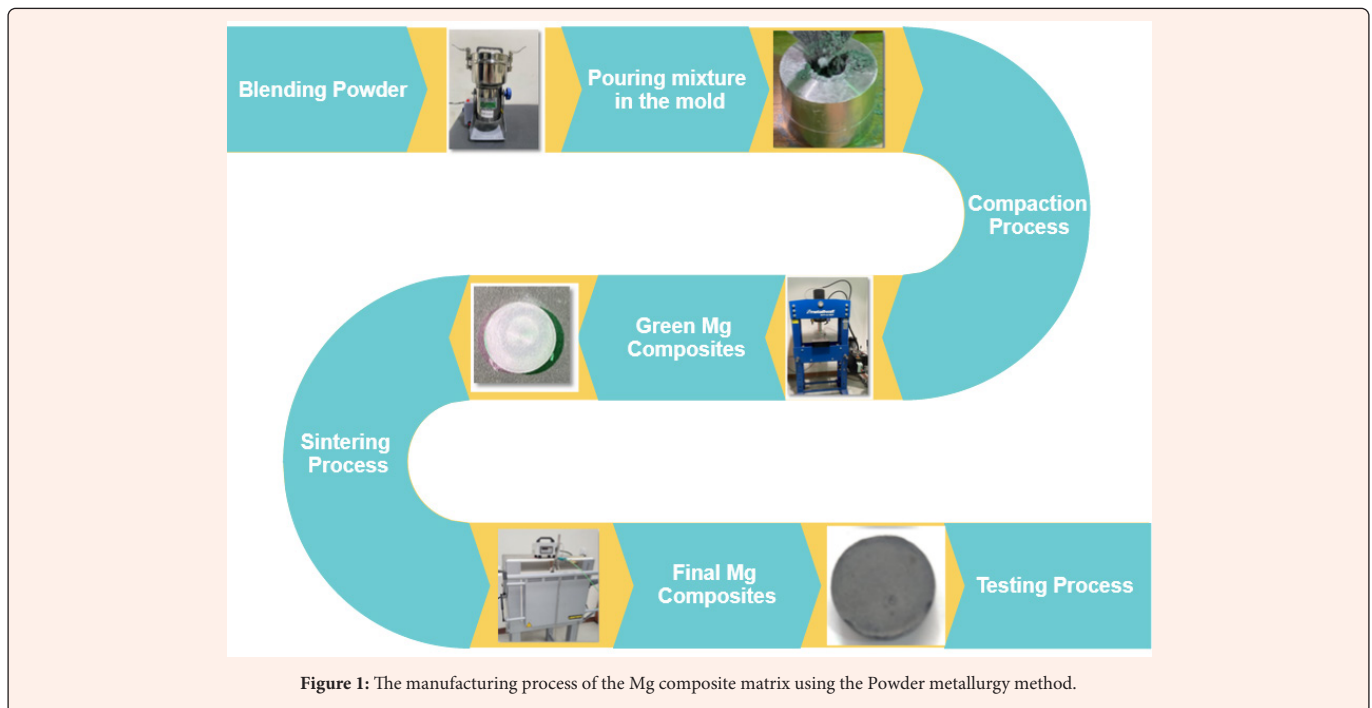 Blending Powder
Pouring mixture
in the mold
Compaction
Process
Green Mg
Composites
Sintering
Process
Final Mg
Composites
Testing Process
Figure 1: The manufacturing process of the Mg composite matrix using the Powder metallurgy method.